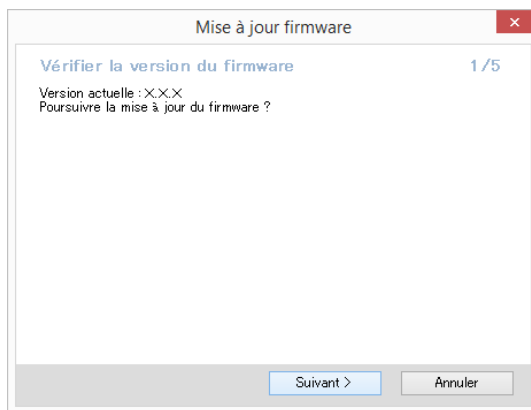 Mise à jour firmware
Vérifier la version du firmware 1/5
Version actuelle : X.X.X
Poursuivre la mise à jour du firmware ?
Suivant > Annuler